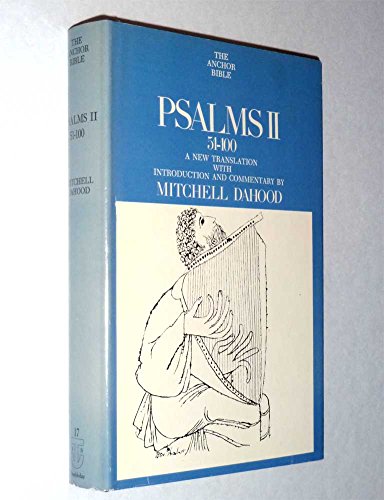 THE
ANCHOR
BIBLE
PSALMS II
51-100
MITCHELL
DAHOOD
17
THE
ANCHOR
BIBLE
PSALMS II
51-100
A NEW TRANSLATION
WITH
INTRODUCTION AND COMMENTARY BY
MITCHELL DAHOOD